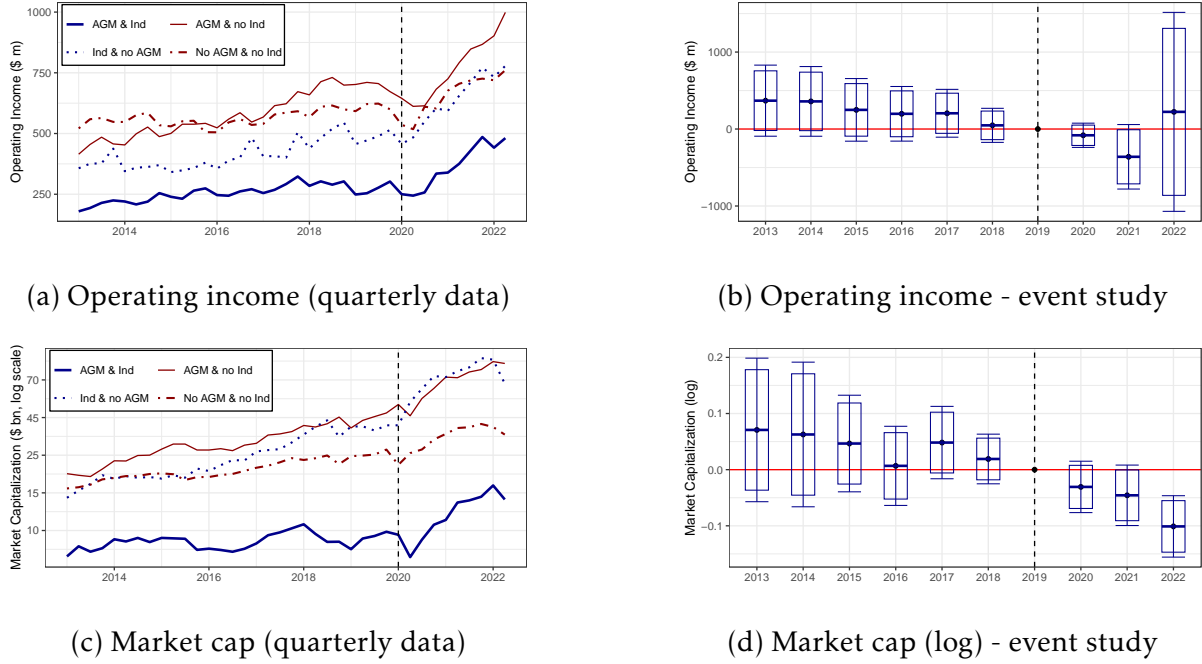 Operating Income ($ m)
1000
750
500
250
AGM & Ind
AGM & no Ind
Ind & no AGM
No AGM & no Ind
2014
2016
2018
2020
2022
(a) Operating income (quarterly data)
Operating Income ($ m)
1000
0
−1000
2013
2014
2015
2016
2017
2018
2019
2020
2021
2022
(b) Operating income - event study
Market Capitalization ($ bn, log scale)
70
45
25
15
10
AGM & Ind
AGM & no Ind
Ind & no AGM
No AGM & no Ind
2014
2016
2018
2020
2022
(c) Market cap (quarterly data)
Market Capitalization (log)
0.2
0.1
0.0
−0.1
2013
2014
2015
2016
2017
2018
2019
2020
2021
2022
(d) Market cap (log) - event study